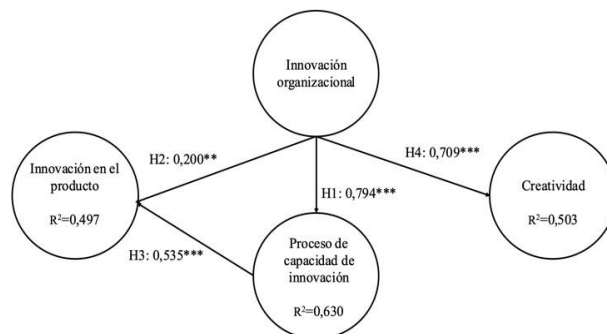 Innovación
organizacional
H2: 0,200**
H4: 0,709***
Innovación en el
producto
R²=0,497
H1: 0,794***
Creatividad
R²=0,503
H3: 0,535***
Proceso de
capacidad de
innovación
R²=0,630